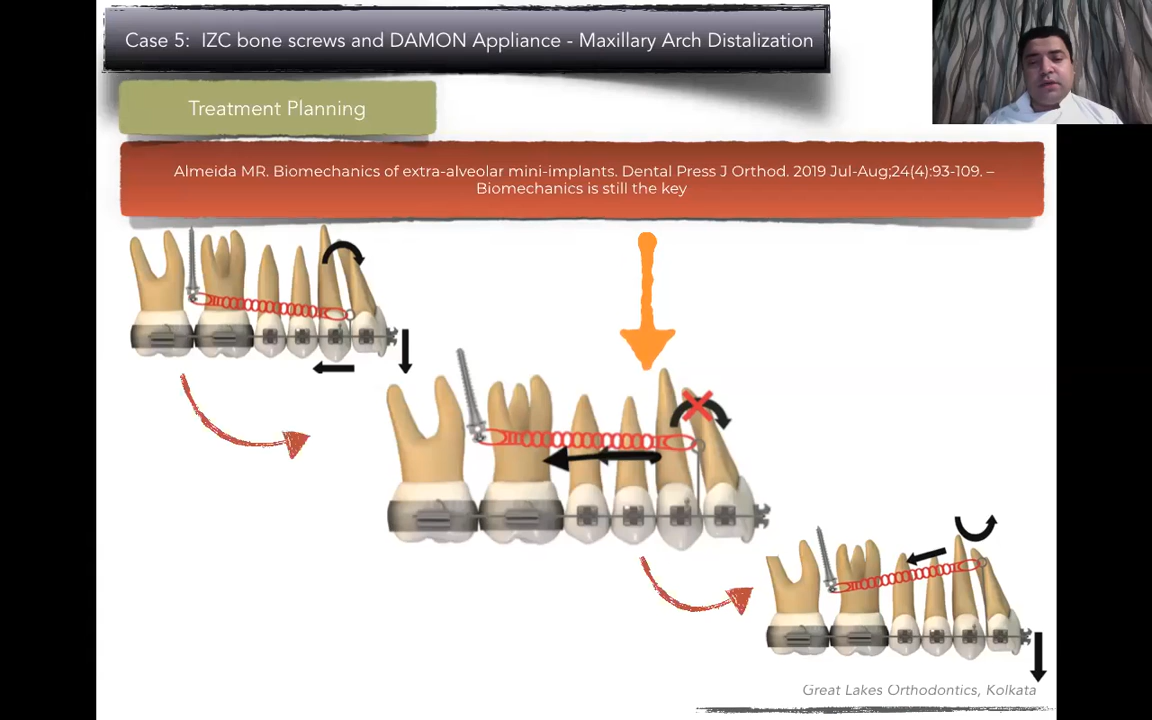 Case 5: IZC bone screws and DAMON Appliance - Maxillary Arch Distalization
Treatment Planning
Almeida MR. Biomechanics of extra-alveolar mini-implants. Dental Press J Orthod. 2019 Jul-Aug;24(4):93-109. –
Biomechanics is still the key
Great Lakes Orthodontics, Kolkata